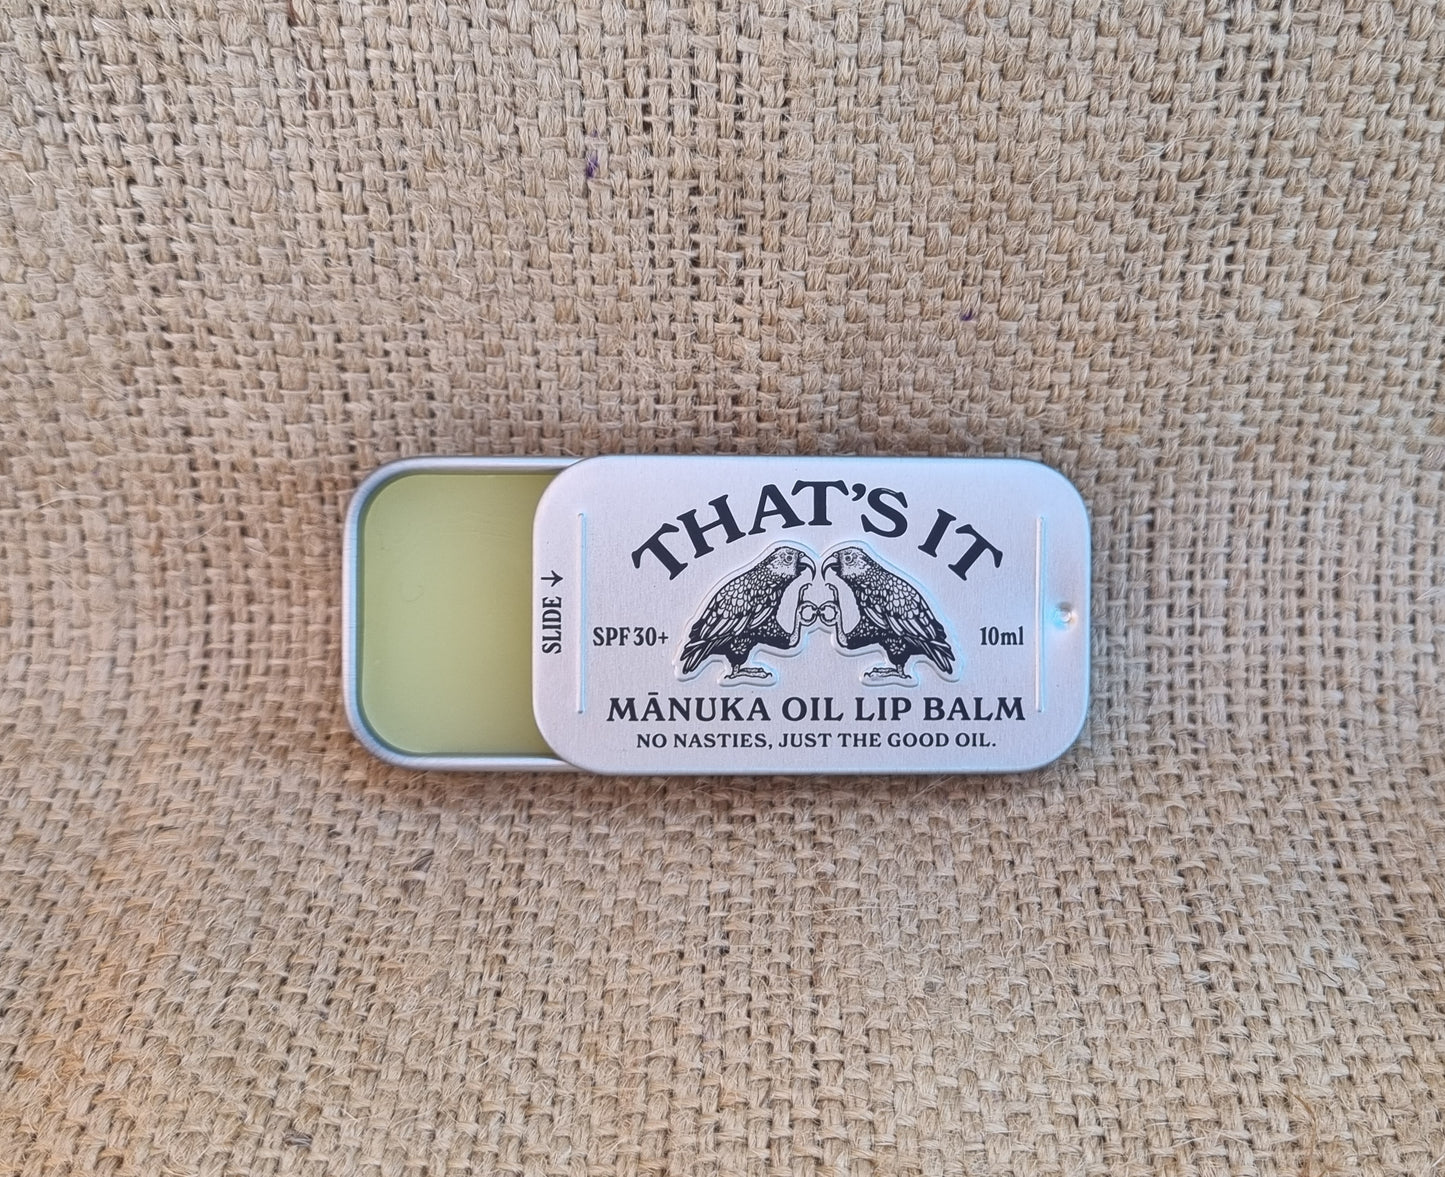 THAT'S IT
SLIDE
SPF 30+
10ml
MĀNUKA OIL LIP BALM
NO NASTIES, JUST THE GOOD OIL.